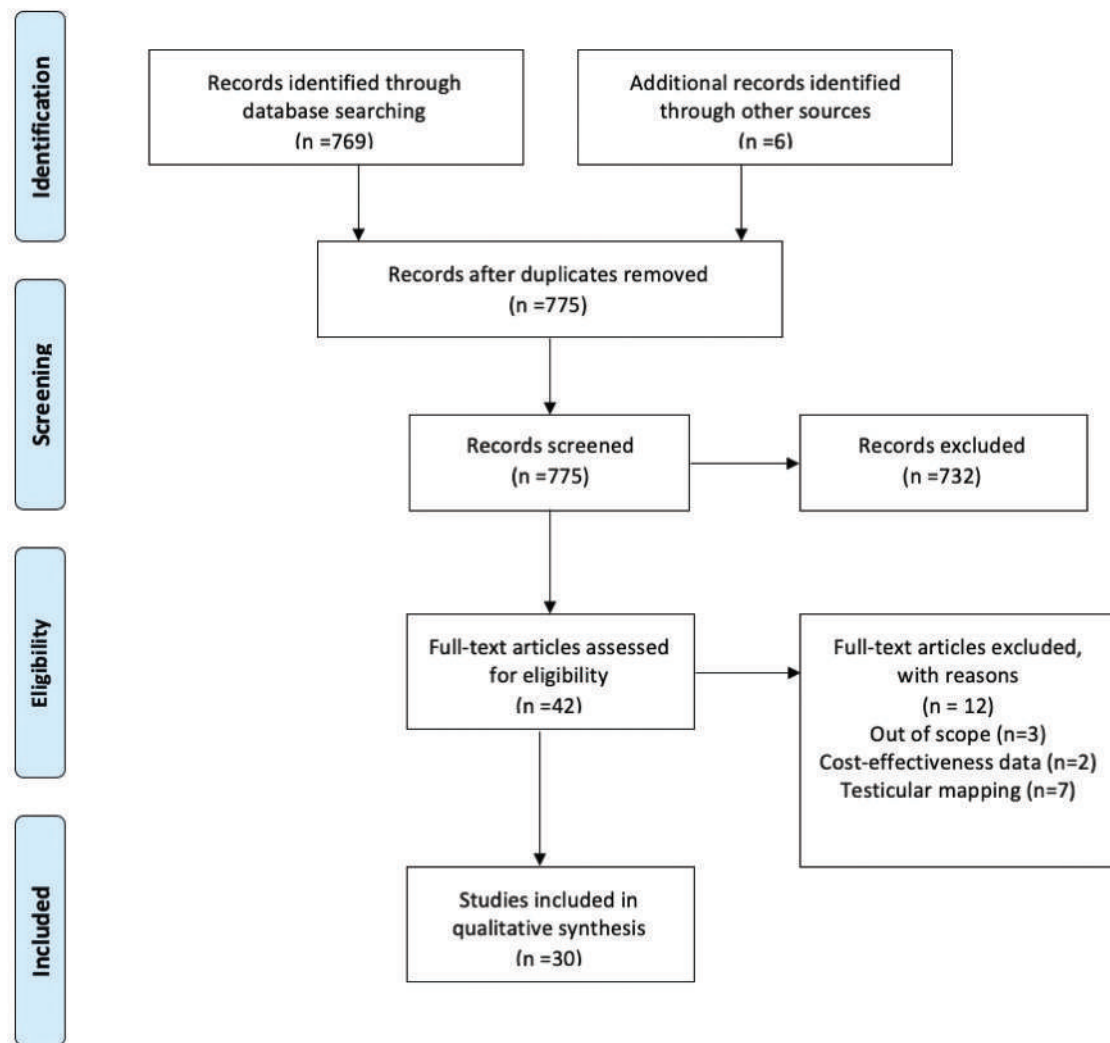 Identification
Records identified through
database searching
(n =769)
Additional records identified
through other sources
(n =6)
Records after duplicates removed
(n =775)
Screening
Records screened
(n =775)
Records excluded
(n =732)
Eligibility
Full-text articles assessed
for eligibility
(n =42)
Full-text articles excluded,
with reasons
(n = 12)
Out of scope (n=3)
Cost-effectiveness data (n=2)
Testicular mapping (n=7)
Included
Studies included in
qualitative synthesis
(n =30)